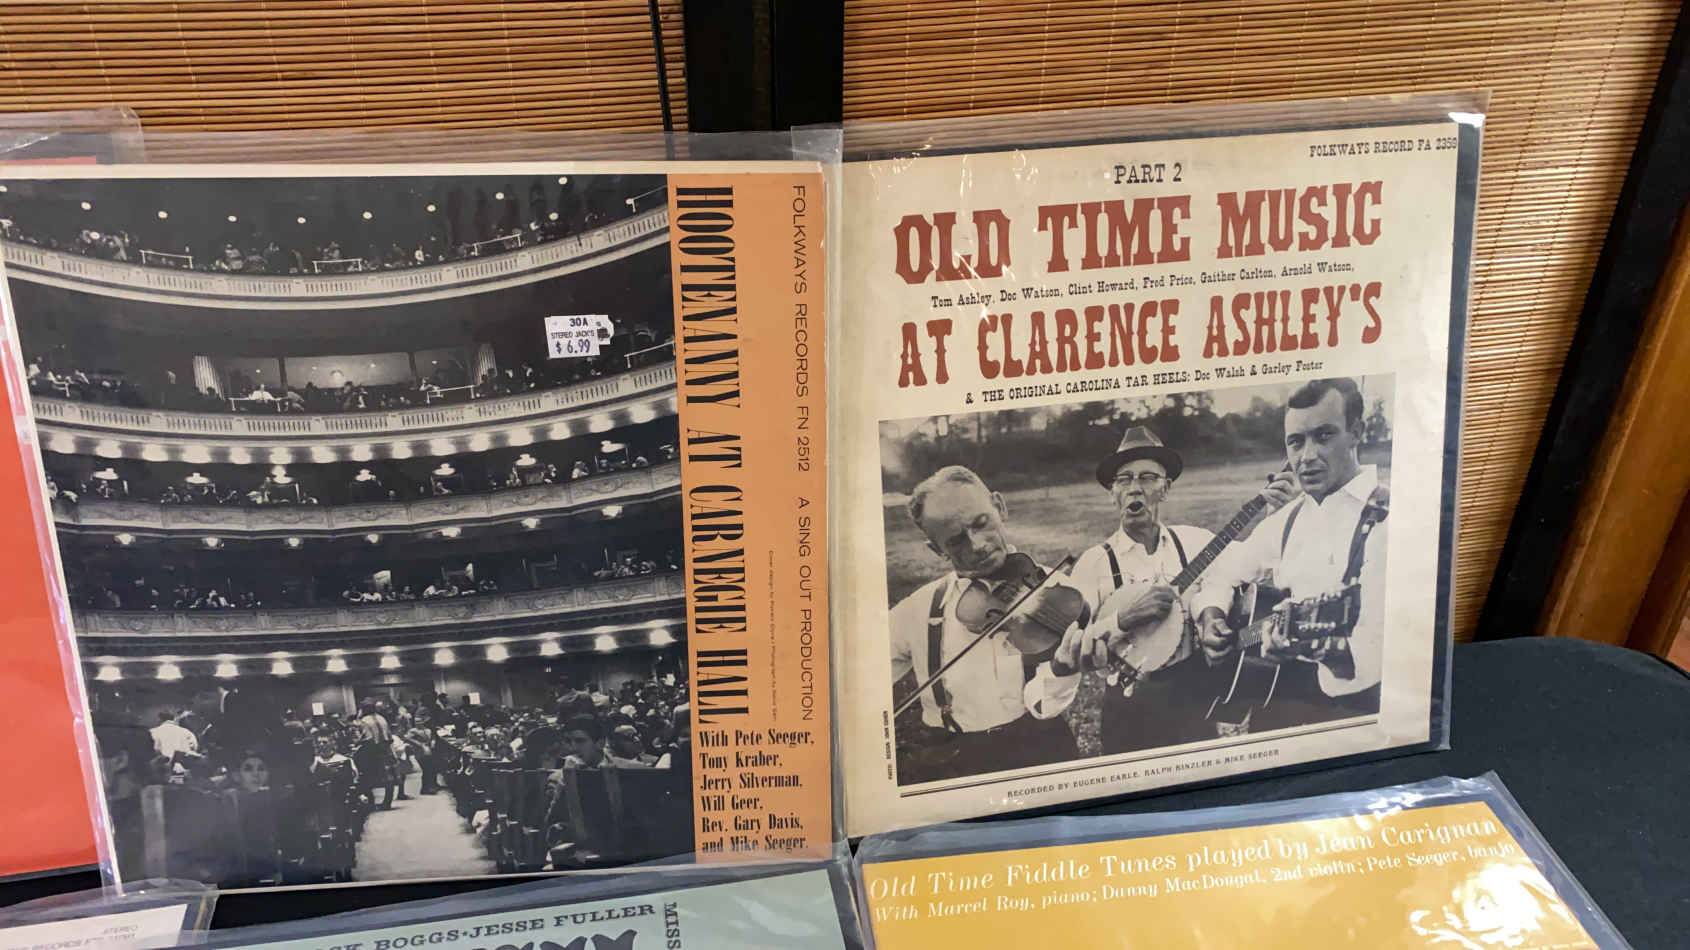 30A
STEREO JACK'S
$ 6.99
HOOTENANNY AT CARNEGIE HALL
FOLKWAYS RECORDS FN 2512 A SING OUT PRODUCTION
With Pete Seeger,
Tony Kraber,
Jerry Silverman,
Will Geer,
Rev. Gary Davis,
and Mike Seeger.
FOLKWAYS RECORD FA 2359
PART 2
OLD TIME MUSIC
Tom Ashley, Doc Watson, Clint Howard, Fred Price, Gaither Carlton, Arnold Watson,
AT CLARENCE ASHLEY'S
& THE ORIGINAL CAROLINA TAR HEELS: Doc Walsh & Garley Foster
RECORDED BY EUGENE EARLE, RALPH RINZLER & MIKE SEEGER
Old Time Fiddle Tunes played by Jean Carignan
With Marcel Roy, piano; Danny MacDougal, 2nd violin; Pete Seeger, banjo
BOGGS•JESSE FULLER
MISS
STEREO